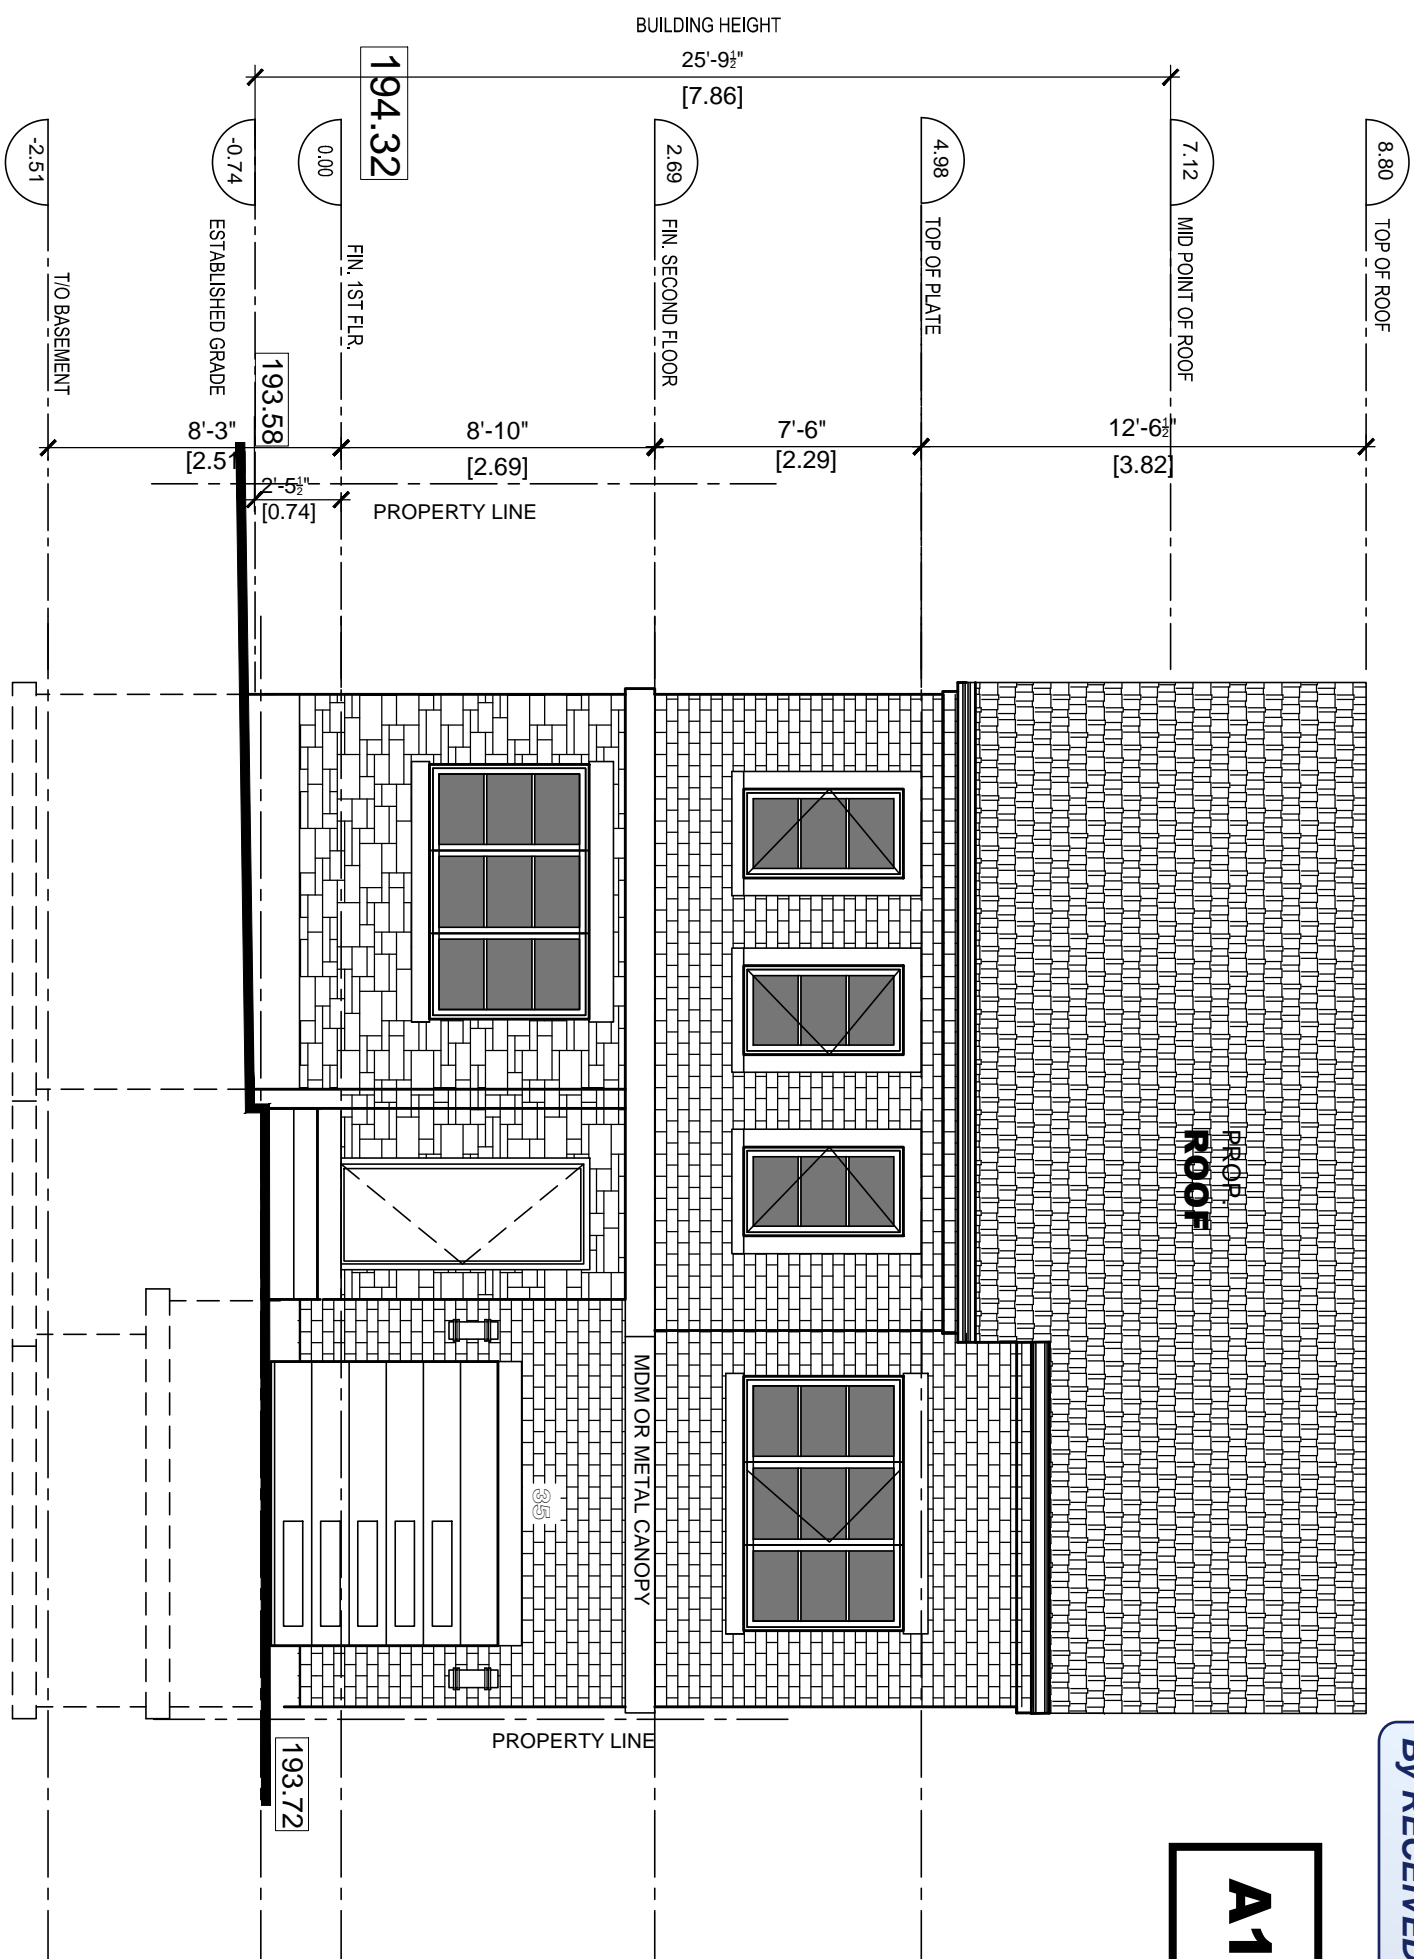 BUILDING HEIGHT
25'-9½"
[7.86]
194.32
8.80
TOP OF ROOF
7.12
MID POINT OF ROOF
4.98
TOP OF PLATE
2.69
FIN. SECOND FLOOR
0.00
FIN. 1ST FLR.
-0.74
ESTABLISHED GRADE
-2.51
T/O BASEMENT
193.58
8'-3"
[2.51
8'-10"
[2.69]
7'-6"
[2.29]
12'-6½"
[3.82]
2'-5½"
[0.74]
PROPERTY LINE
PROP.
ROOF
MDM OR METAL CANOPY
35
PROPERTY LINE
193.72
By RECEIVED
A1